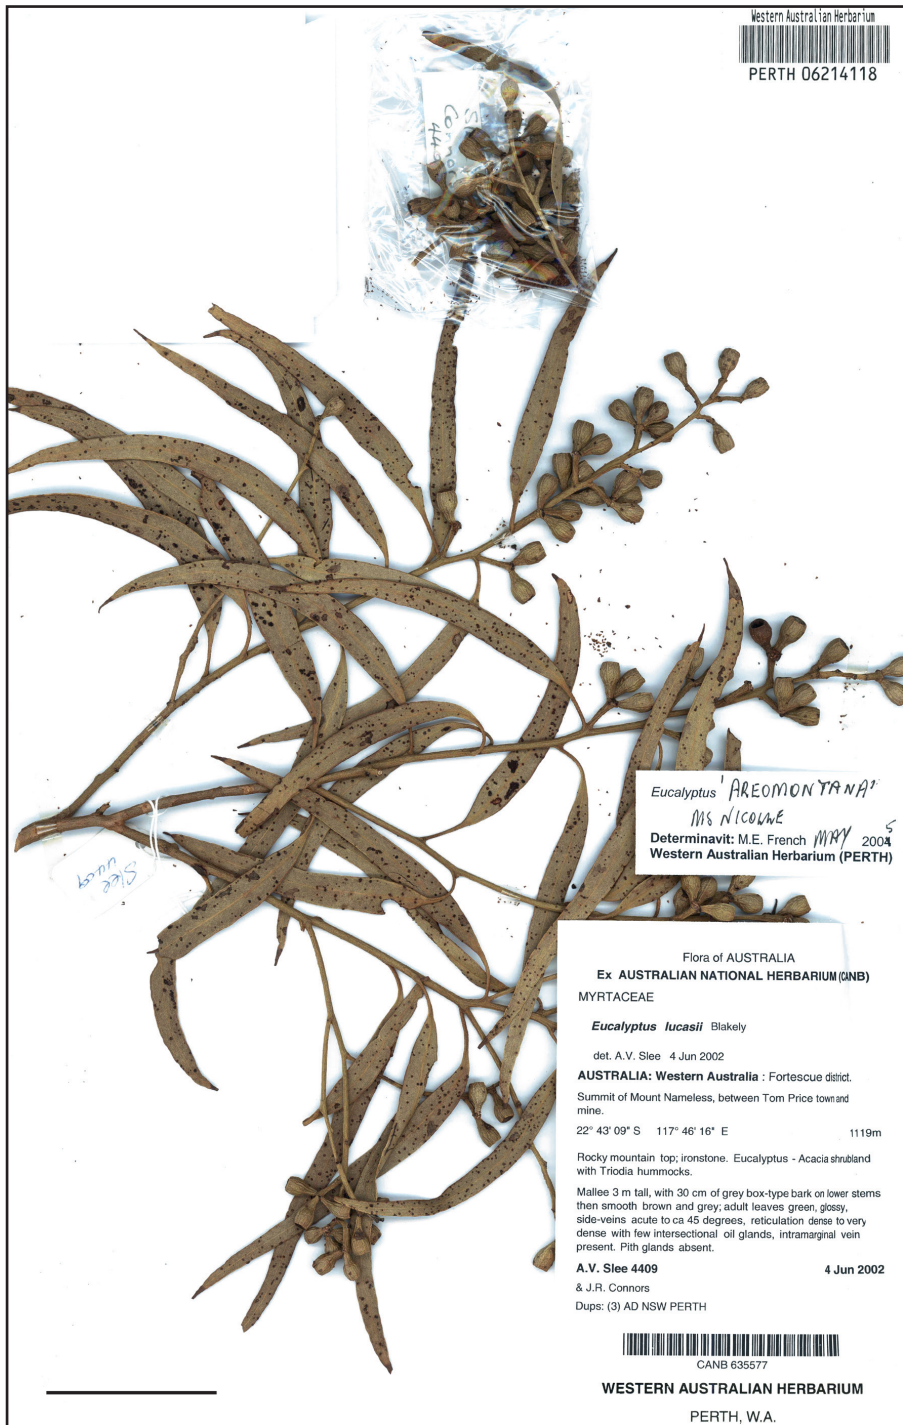 Western Australian Herbarium
PERTH 06214118
Slee
Eucalyptus 'AREOMONTANA'
MS NICOLLE
Determinavit: M.E. French MAY 2005
Western Australian Herbarium (PERTH)
Flora of AUSTRALIA
Ex AUSTRALIAN NATIONAL HERBARIUM (CANB)
MYRTACEAE
Eucalyptus lucasii Blakely
det. A.V. Slee 4 Jun 2002
AUSTRALIA: Western Australia : Fortescue district.
Summit of Mount Nameless, between Tom Price town and
mine.
22° 43' 09" S 117° 46' 16" E 1119m
Rocky mountain top; ironstone. Eucalyptus - Acacia shrubland
with Triodia hummocks.
Mallee 3 m tall, with 30 cm of grey box-type bark on lower stems
then smooth brown and grey; adult leaves green, glossy,
side-veins acute to ca 45 degrees, reticulation dense to very
dense with few intersectional oil glands, intramarginal vein
present. Pith glands absent.
A.V. Slee 4409 4 Jun 2002
& J.R. Connors
Dups: (3) AD NSW PERTH
CANB 635577
WESTERN AUSTRALIAN HERBARIUM
PERTH, W.A.